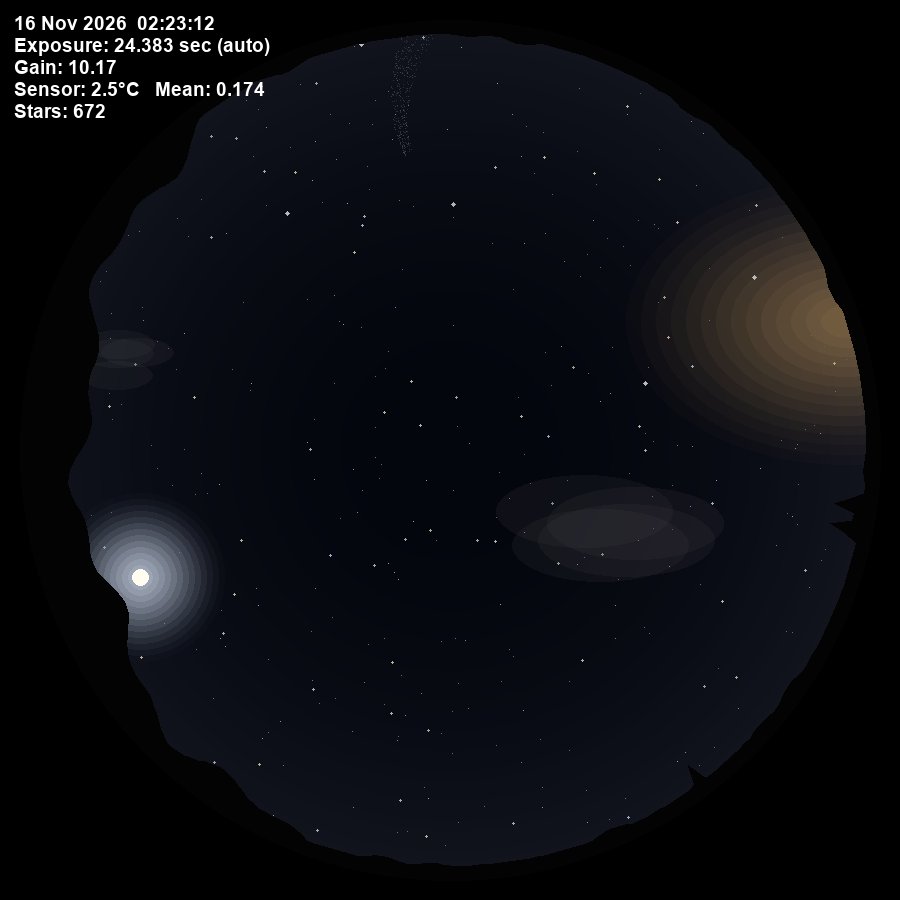 16 Nov 2026  02:23:12
Exposure: 24.383 sec (auto)
Gain: 10.17
Sensor: 2.5°C   Mean: 0.174
Stars: 672